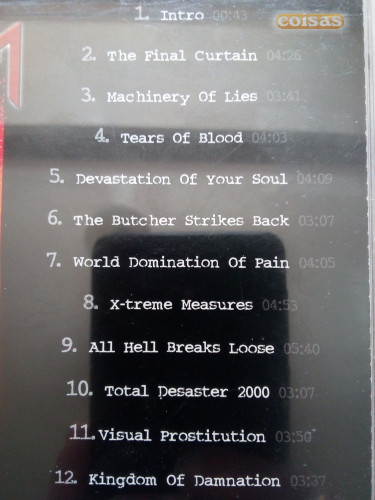 1. Intro 00:43
coisas
2. The Final Curtain 04:26
3. Machinery Of Lies 03:41
4. Tears Of Blood 04:03
5. Devastation Of Your Soul 04:09
6. The Butcher Strikes Back 03:07
7. World Domination Of Pain 04:05
8. X-treme Measures 04:53
9. All Hell Breaks Loose 05:40
10. Total Desaster 2000 03:07
11. Visual Prostitution 03:50
12. Kingdom Of Damnation 03:37